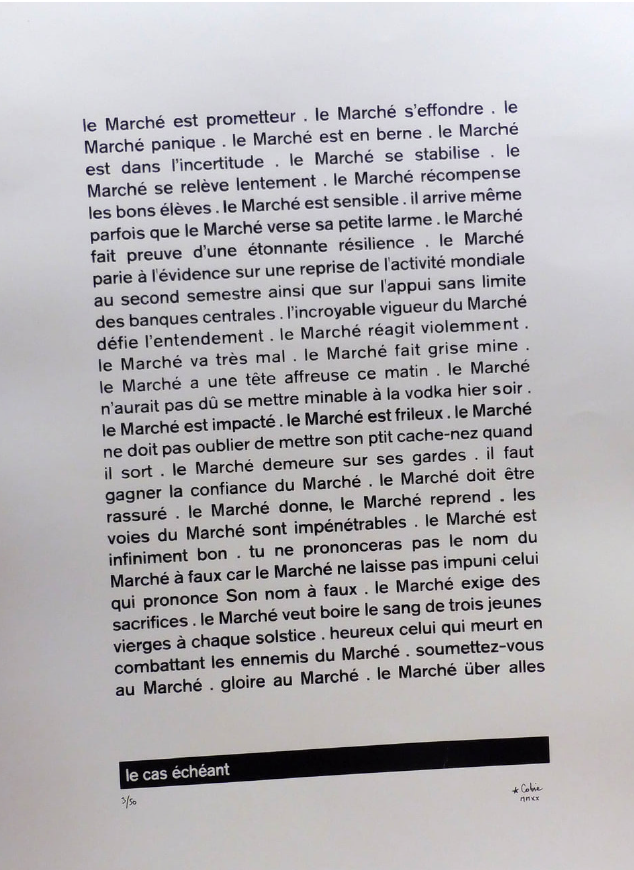 le Marché est prometteur . le Marché s'effondre . le
Marché panique . le Marché est en berne . le Marché
est dans l'incertitude . le Marché se stabilise . le
Marché se relève lentement . le Marché récompense
les bons élèves . le Marché est sensible . il arrive même
parfois que le Marché verse sa petite larme . le Marché
fait preuve d'une étonnante résilience . le Marché
parie à l'évidence sur une reprise de l'activité mondiale
au second semestre ainsi que sur l'appui sans limite
des banques centrales . l'incroyable vigueur du Marché
défie l'entendement . le Marché réagit violemment .
le Marché va très mal . le Marché fait grise mine .
le Marché a une tête affreuse ce matin . le Marché
n'aurait pas dû se mettre minable à la vodka hier soir .
le Marché est impacté . le Marché est frileux . le Marché
ne doit pas oublier de mettre son ptit cache-nez quand
il sort . le Marché demeure sur ses gardes . il faut
gagner la confiance du Marché . le Marché doit être
rassuré . le Marché donne, le Marché reprend . les
voies du Marché sont impénétrables . le Marché est
infiniment bon . tu ne prononceras pas le nom du
Marché à faux car le Marché ne laisse pas impuni celui
qui prononce Son nom à faux . le Marché exige des
sacrifices . le Marché veut boire le sang de trois jeunes
vierges à chaque solstice . heureux celui qui meurt en
combattant les ennemis du Marché . soumettez-vous
au Marché . gloire au Marché . le Marché über alles
le cas échéant
3/50
MMXX